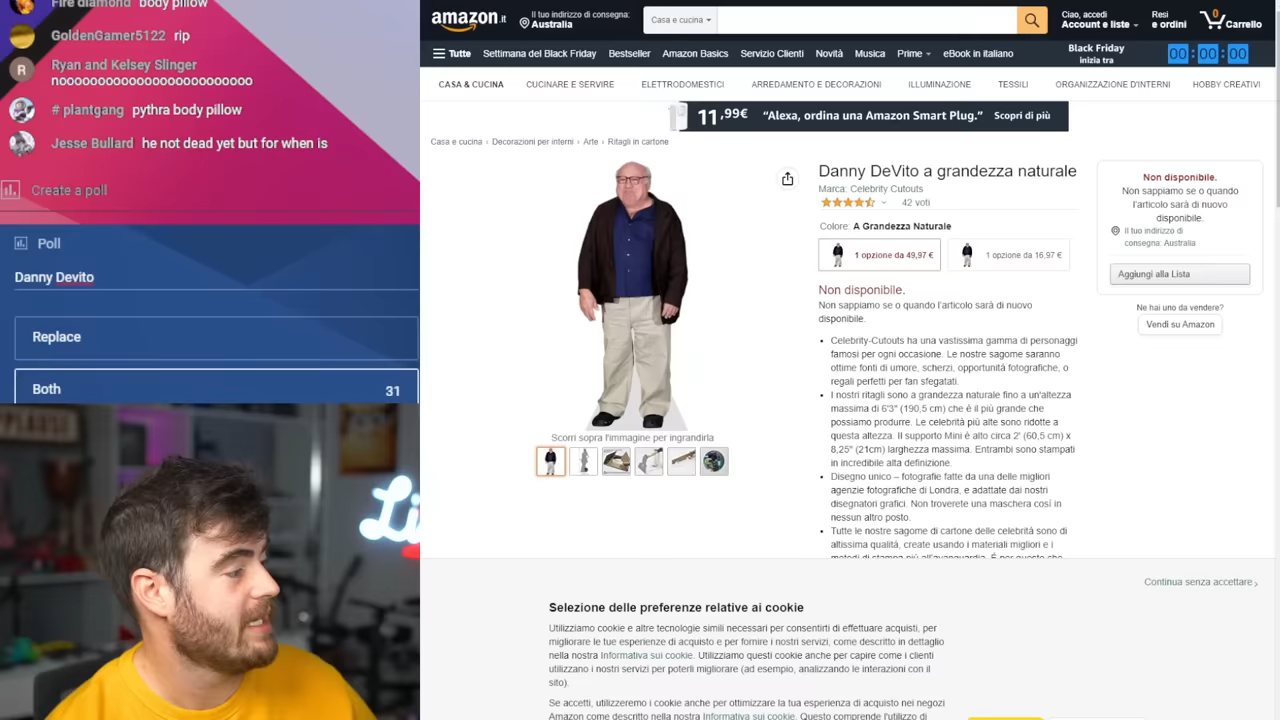 had one body pillow
GoldenGamer5122 rip
R Ryan and Kelsey Slinger
no
# plantgang python body pillow
Jesse Bullard he not dead yet but for when is
Create a poll
Poll
Danny Devito
Replace
Both 31
Li
amazon.it
Il tuo indirizzo di consegna:
Australia
Casa e cucina
Ciao, accedi
Account e liste
Resi
e ordini
0
Carrello
Tutte
Settimana del Black Friday
Bestseller
Amazon Basics
Servizio Clienti
Novità
Musica
Prime
eBook in italiano
Black Friday
inizia tra
00 : 00 : 00
CASA & CUCINA
CUCINARE E SERVIRE
ELETTRODOMESTICI
ARREDAMENTO E DECORAZIONI
ILLUMINAZIONE
TESSILI
ORGANIZZAZIONE D'INTERNI
HOBBY CREATIVI
11,99€ “Alexa, ordina una Amazon Smart Plug.” Scopri di più
Casa e cucina › Decorazioni per interni › Arte › Ritagli in cartone
Scorri sopra l'immagine per ingrandirla
Danny DeVito a grandezza naturale
Marca: Celebrity Cutouts
42 voti
Colore: A Grandezza Naturale
1 opzione da 49,97 €
1 opzione da 16,97 €
Non disponibile.
Non sappiamo se o quando l'articolo sarà di nuovo
disponibile.
• Celebrity-Cutouts ha una vastissima gamma di personaggi
famosi per ogni occasione. Le nostre sagome saranno
ottime fonti di umore, scherzi, opportunità fotografiche, o
regali perfetti per fan sfegatati.
• I nostri ritagli sono a grandezza naturale fino a un'altezza
massima di 6'3" (190,5 cm) che è il più grande che
possiamo produrre. Le celebrità più alte sono ridotte a
questa altezza. Il supporto Mini è alto circa 2' (60,5 cm) x
8,25" (21cm) larghezza massima. Entrambi sono stampati
in incredibile alta definizione.
• Disegno unico – fotografie fatte da una delle migliori
agenzie fotografiche di Londra, e adattate dai nostri
disegnatori grafici. Non troverete una maschera così in
nessun altro posto.
• Tutte le nostre sagome di cartone delle celebrità sono di
altissima qualità, create usando i materiali migliori e i
metodi di stampa più all'avanguardia. È per questo che
Non disponibile.
Non sappiamo se o quando
l'articolo sarà di nuovo
disponibile.
Il tuo indirizzo di
consegna: Australia
Aggiungi alla Lista
Ne hai uno da vendere?
Vendi su Amazon
Continua senza accettare ›
Selezione delle preferenze relative ai cookie
Utilizziamo cookie e altre tecnologie simili necessari per consentirti di effettuare acquisti, per
migliorare le tue esperienze di acquisto e per fornire i nostri servizi, come descritto in dettaglio
nella nostra Informativa sui cookie. Utilizziamo questi cookie anche per capire come i clienti
utilizzano i nostri servizi per poterli migliorare (ad esempio, analizzando le interazioni con il
sito).
Se accetti, utilizzeremo i cookie anche per ottimizzare la tua esperienza di acquisto nei negozi
Amazon come descritto nella nostra Informativa sui cookie. Questo comprende l'utilizzo di